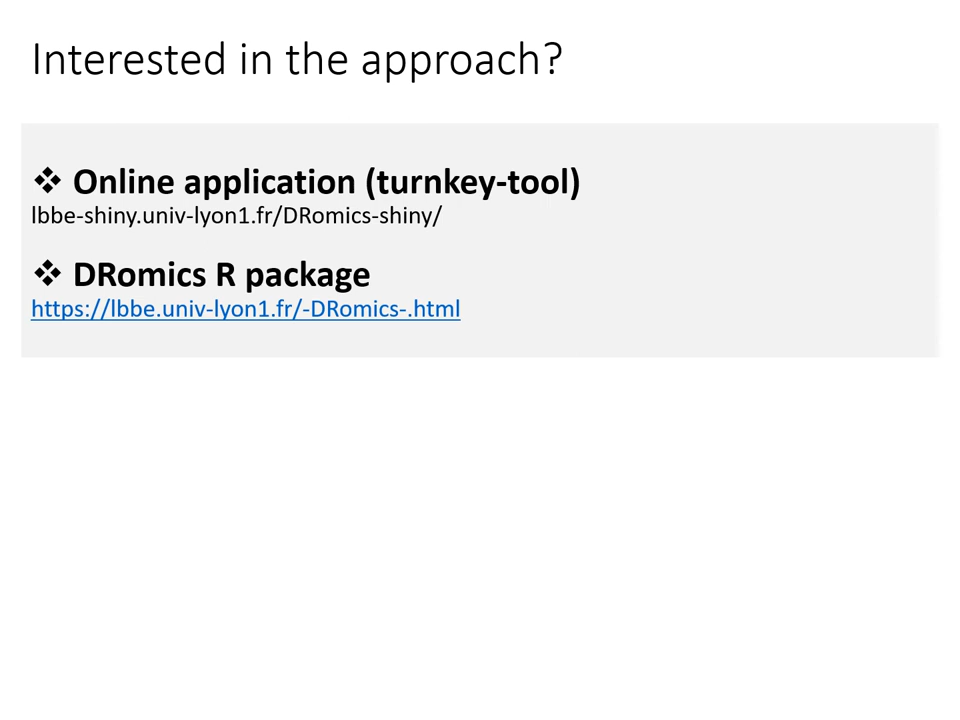 Interested in the approach?
❖ Online application (turnkey-tool)
lbbe-shiny.univ-lyon1.fr/DRomics-shiny/
❖ DRomics R package
https://lbbe.univ-lyon1.fr/-DRomics-.html